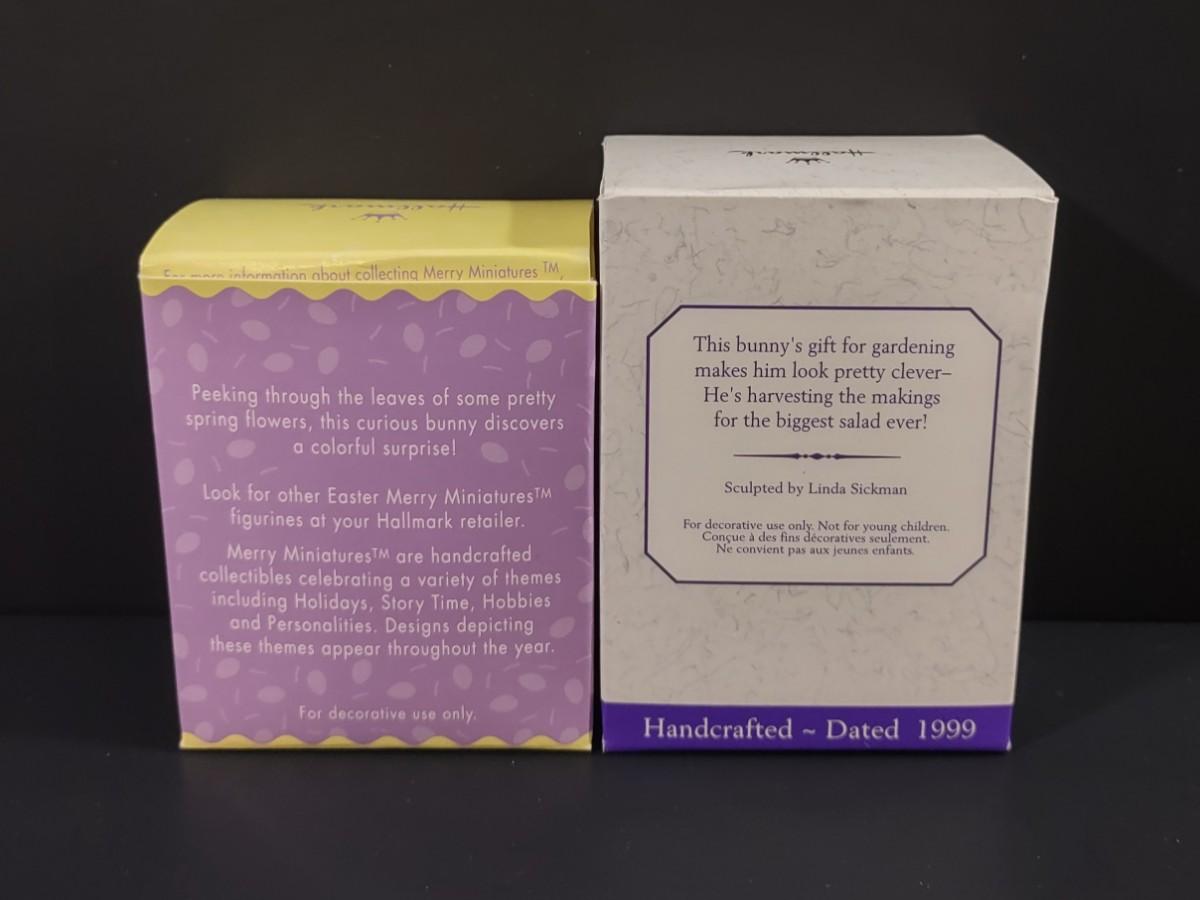 Hallmark
For more information about collecting Merry Miniatures™,
Peeking through the leaves of some pretty
spring flowers, this curious bunny discovers
a colorful surprise!
Look for other Easter Merry Miniatures™
figurines at your Hallmark retailer.
Merry Miniatures™ are handcrafted
collectibles celebrating a variety of themes
including Holidays, Story Time, Hobbies
and Personalities. Designs depicting
these themes appear throughout the year.
For decorative use only.
Hallmark
This bunny's gift for gardening
makes him look pretty clever–
He's harvesting the makings
for the biggest salad ever!
Sculpted by Linda Sickman
For decorative use only. Not for young children.
Conçue à des fins décoratives seulement.
Ne convient pas aux jeunes enfants.
Handcrafted ~ Dated 1999